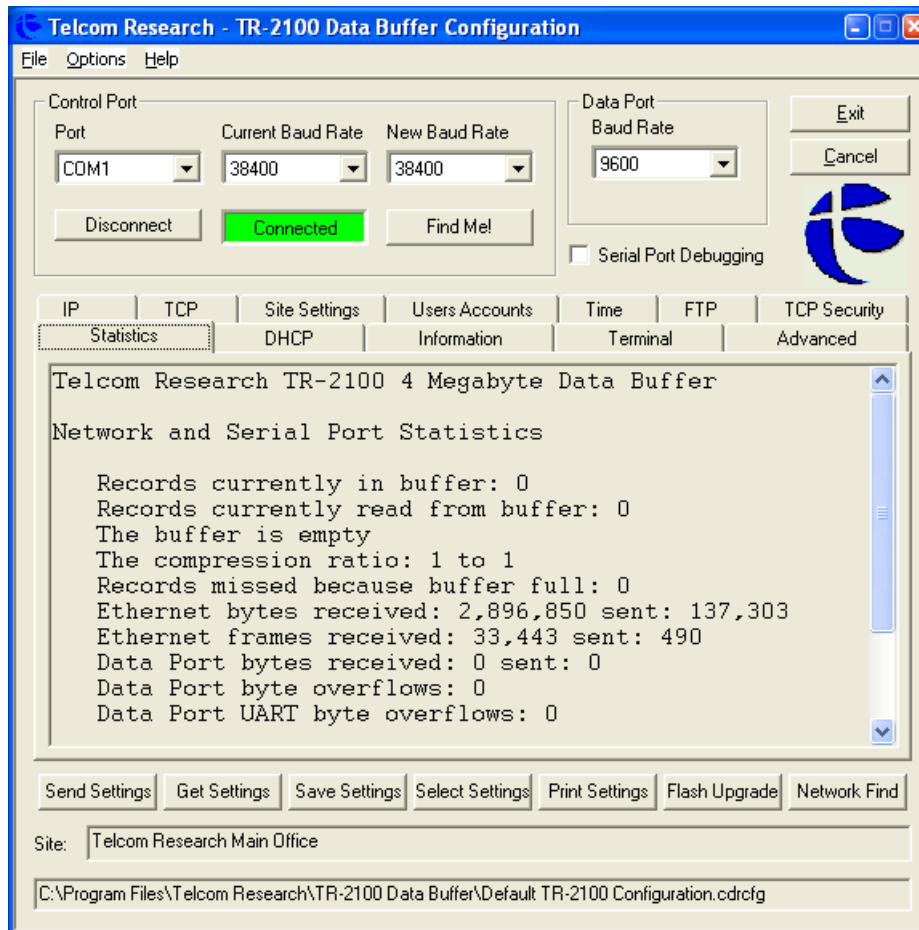 Telcom Research - TR-2100 Data Buffer Configuration
File Options Help
Control Port
Port Current Baud Rate New Baud Rate
COM1 38400 38400
Disconnect Connected Find Me!
Data Port
Baud Rate
9600
Serial Port Debugging
Exit
Cancel
IP TCP Site Settings Users Accounts Time FTP TCP Security
Statistics DHCP Information Terminal Advanced
Telcom Research TR-2100 4 Megabyte Data Buffer
Network and Serial Port Statistics
Records currently in buffer: 0
Records currently read from buffer: 0
The buffer is empty
The compression ratio: 1 to 1
Records missed because buffer full: 0
Ethernet bytes received: 2,896,850 sent: 137,303
Ethernet frames received: 33,443 sent: 490
Data Port bytes received: 0 sent: 0
Data Port byte overflows: 0
Data Port UART byte overflows: 0
Send Settings Get Settings Save Settings Select Settings Print Settings Flash Upgrade Network Find
Site: Telcom Research Main Office
C:\Program Files\Telcom Research\TR-2100 Data Buffer\Default TR-2100 Configuration.cdrcfg